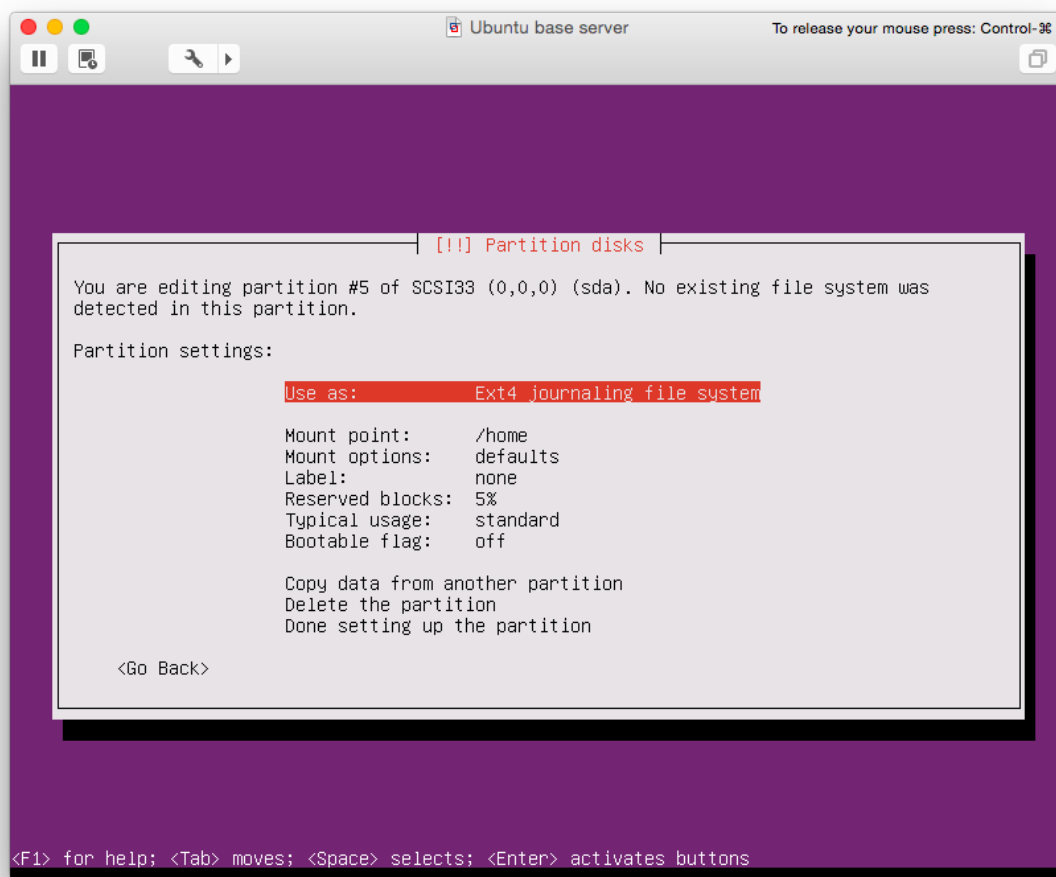 Ubuntu base server
To release your mouse press: Control-⌘
[!!] Partition disks
You are editing partition #5 of SCSI33 (0,0,0) (sda). No existing file system was
detected in this partition.
Partition settings:
Use as: Ext4 journaling file system
Mount point: /home
Mount options: defaults
Label: none
Reserved blocks: 5%
Typical usage: standard
Bootable flag: off
Copy data from another partition
Delete the partition
Done setting up the partition
<Go Back>
<F1> for help; <Tab> moves; <Space> selects; <Enter> activates buttons